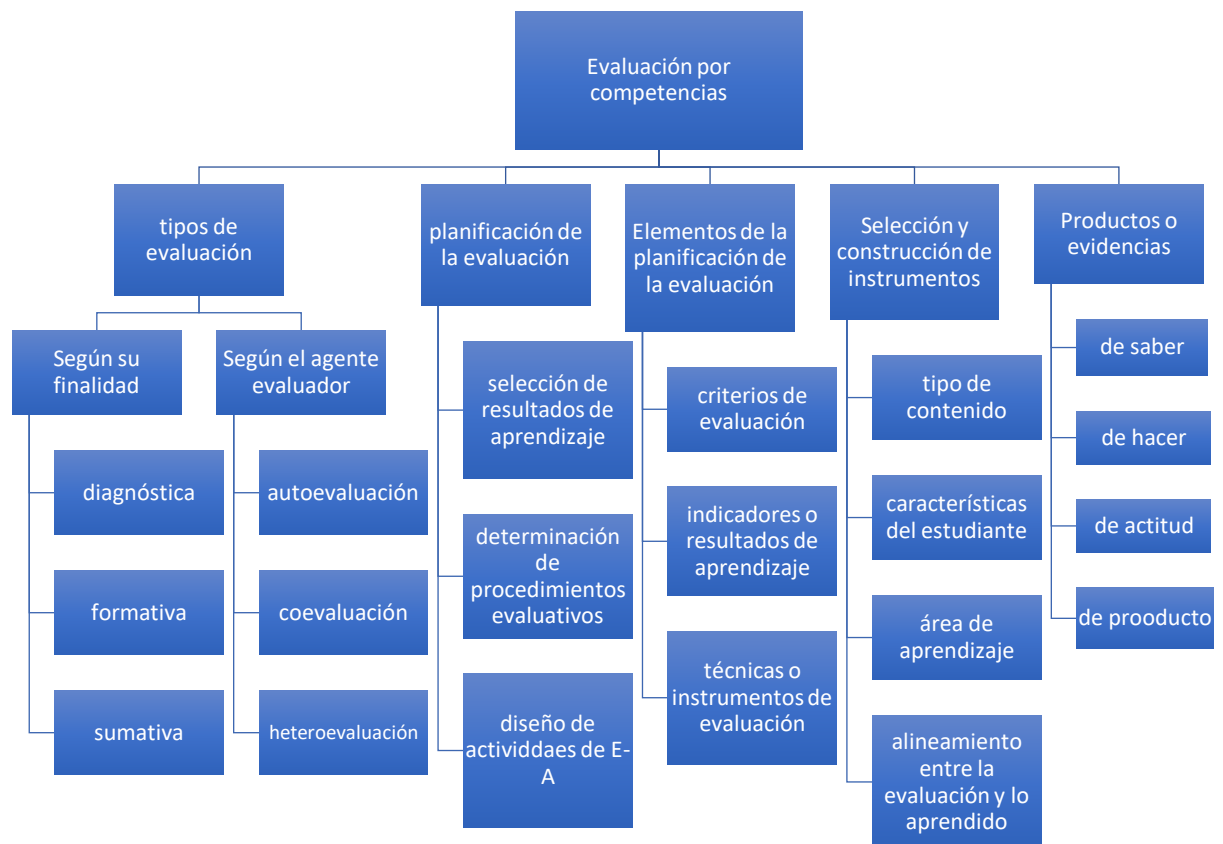 Evaluación por
competencias
tipos de
evaluación
Según su
finalidad
diagnóstica
formativa
sumativa
Según el agente
evaluador
autoevaluación
coevaluación
heteroevaluación
planificación de
la evaluación
selección de
resultados de
aprendizaje
determinación
de
procedimientos
evaluativos
diseño de
actividdaes de E-
A
Elementos de la
planificación de
la evaluación
criterios de
evaluación
indicadores o
resultados de
aprendizaje
técnicas o
instrumentos de
evaluación
Selección y
construcción de
instrumentos
tipo de
contenido
característícas
del estudiante
área de
aprendizaje
alineamiento
entre la
evaluación y lo
aprendido
Productos o
evidencias
de saber
de hacer
de actitud
de prooducto